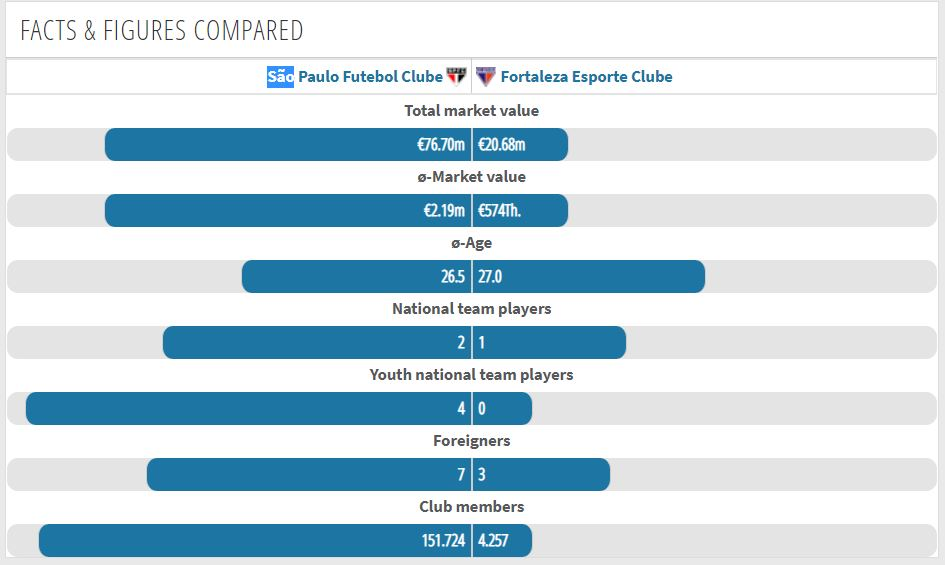 FACTS & FIGURES COMPARED
São Paulo Futebol Clube Fortaleza Esporte Clube
Total market value
€76.70m €20.68m
ø-Market value
€2.19m €574Th.
ø-Age
26.5 27.0
National team players
2 1
Youth national team players
4 0
Foreigners
7 3
Club members
151.724 4.257